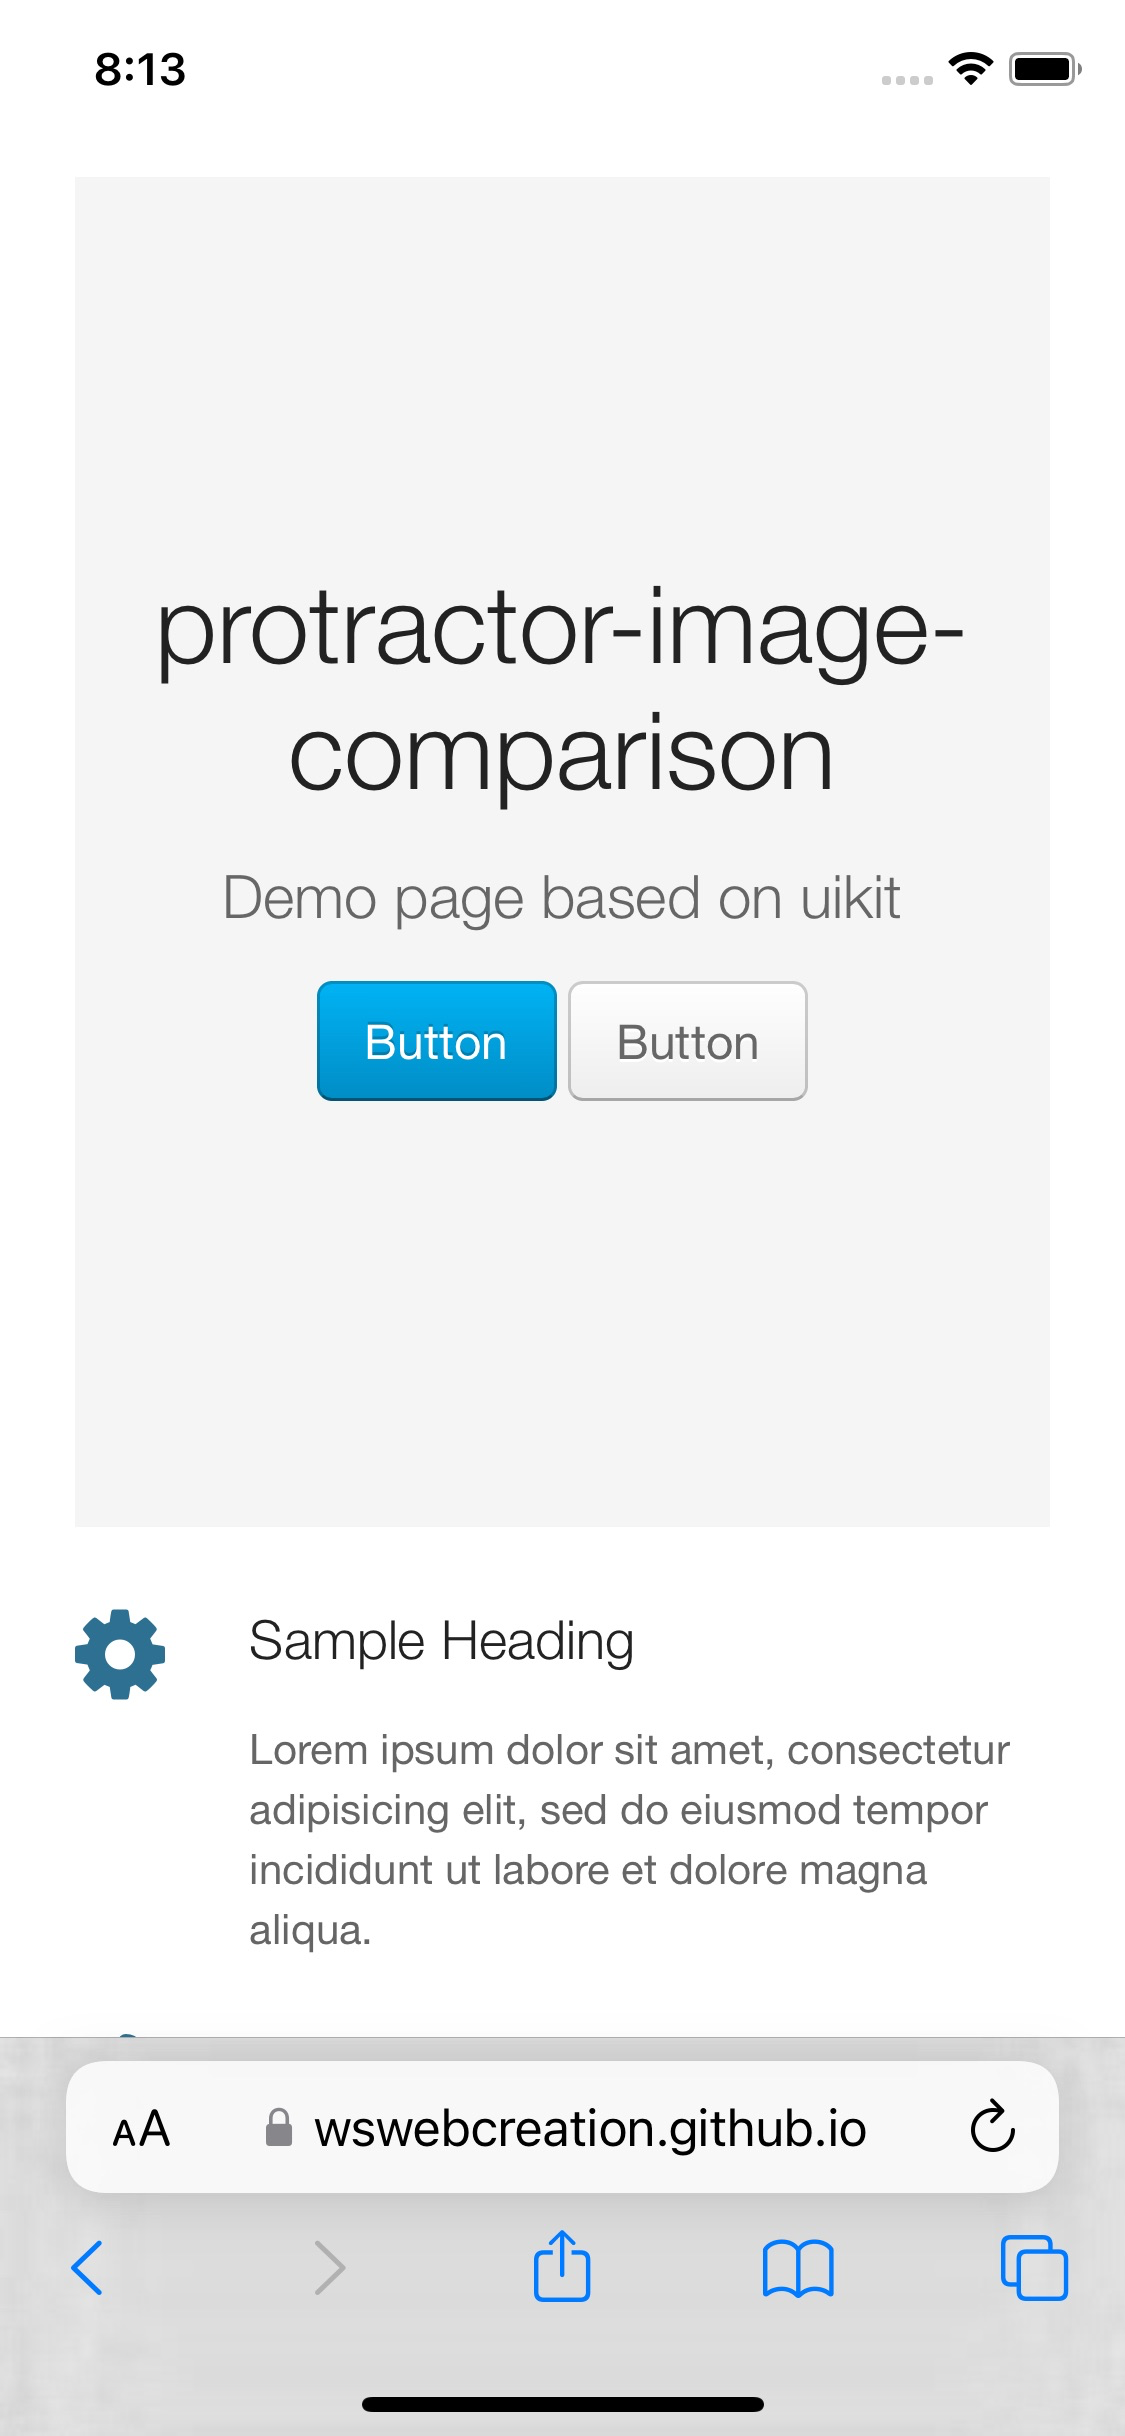 8:13
protractor-image-
comparison
Demo page based on uikit
Button Button
Sample Heading
Lorem ipsum dolor sit amet, consectetur
adipisicing elit, sed do eiusmod tempor
incididunt ut labore et dolore magna
aliqua.
AA wswebcreation.github.io